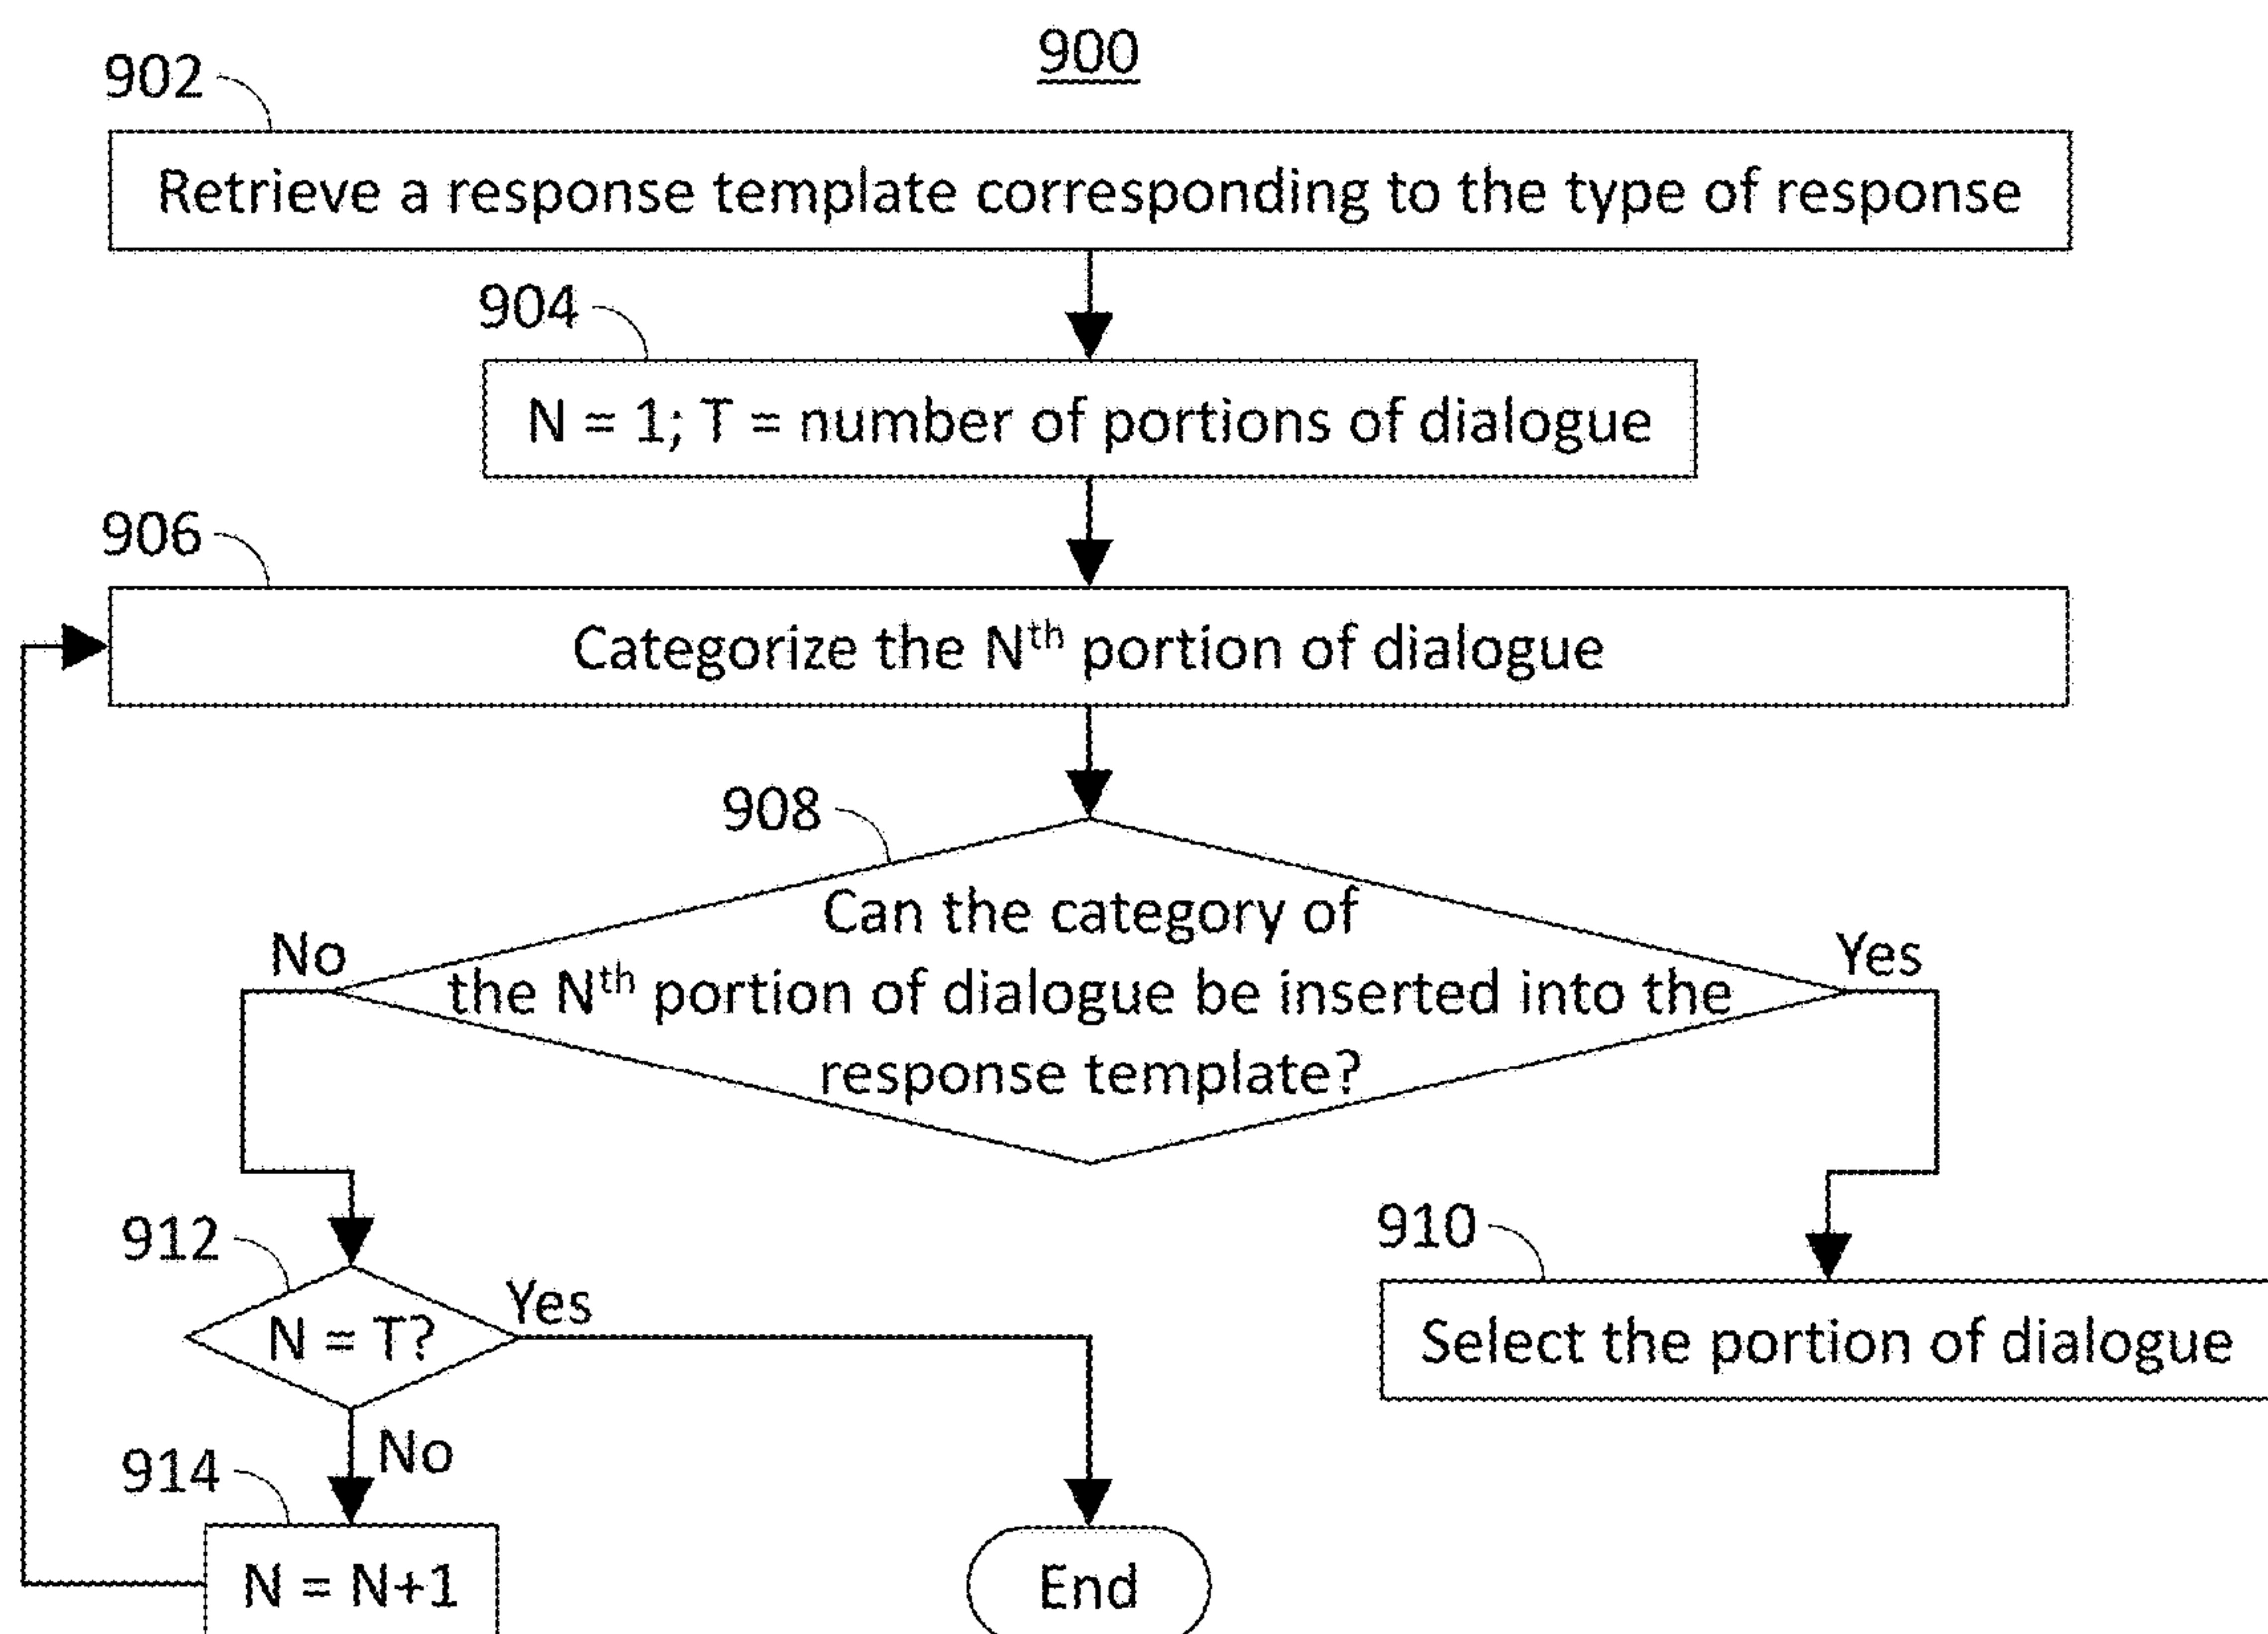 900
902
Retrieve a response template corresponding to the type of response
904
N = 1; T = number of portions of dialogue
906
Categorize the Nth portion of dialogue
908
Can the category of
the Nth portion of dialogue be inserted into the
response template?
No
Yes
910
Select the portion of dialogue
912
N = T?
Yes
No
914
N = N+1
End